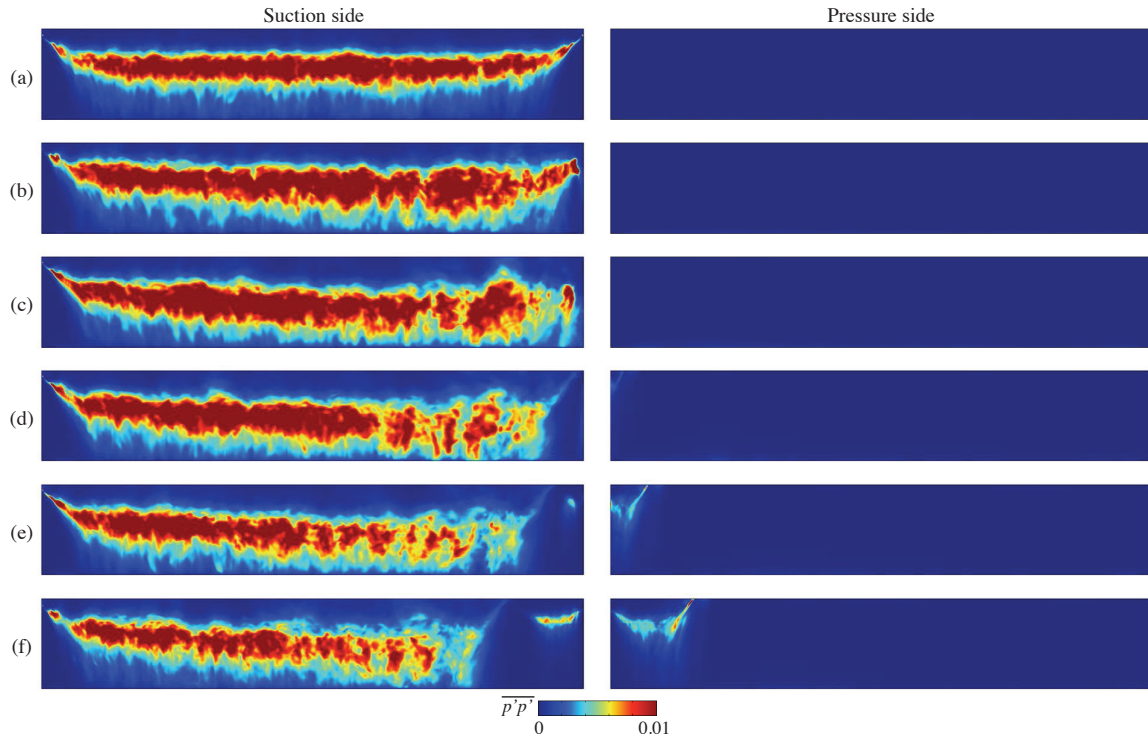 Suction side
Pressure side
(a)
(b)
(c)
(d)
(e)
(f)
p'p'
0
0.01